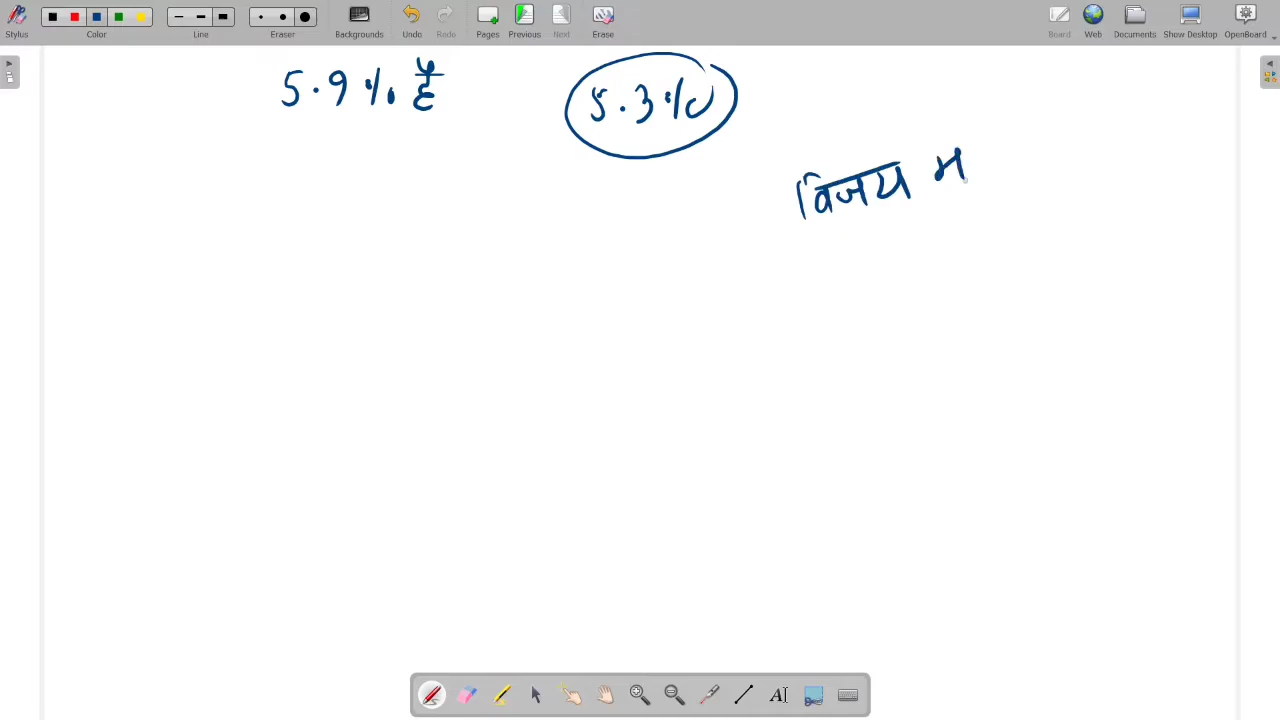 Stylus Color Line Eraser Backgrounds Undo Redo Pages Previous Next Erase Board Web Documents Show Desktop OpenBoard
5.9% 5.3%
विजय म